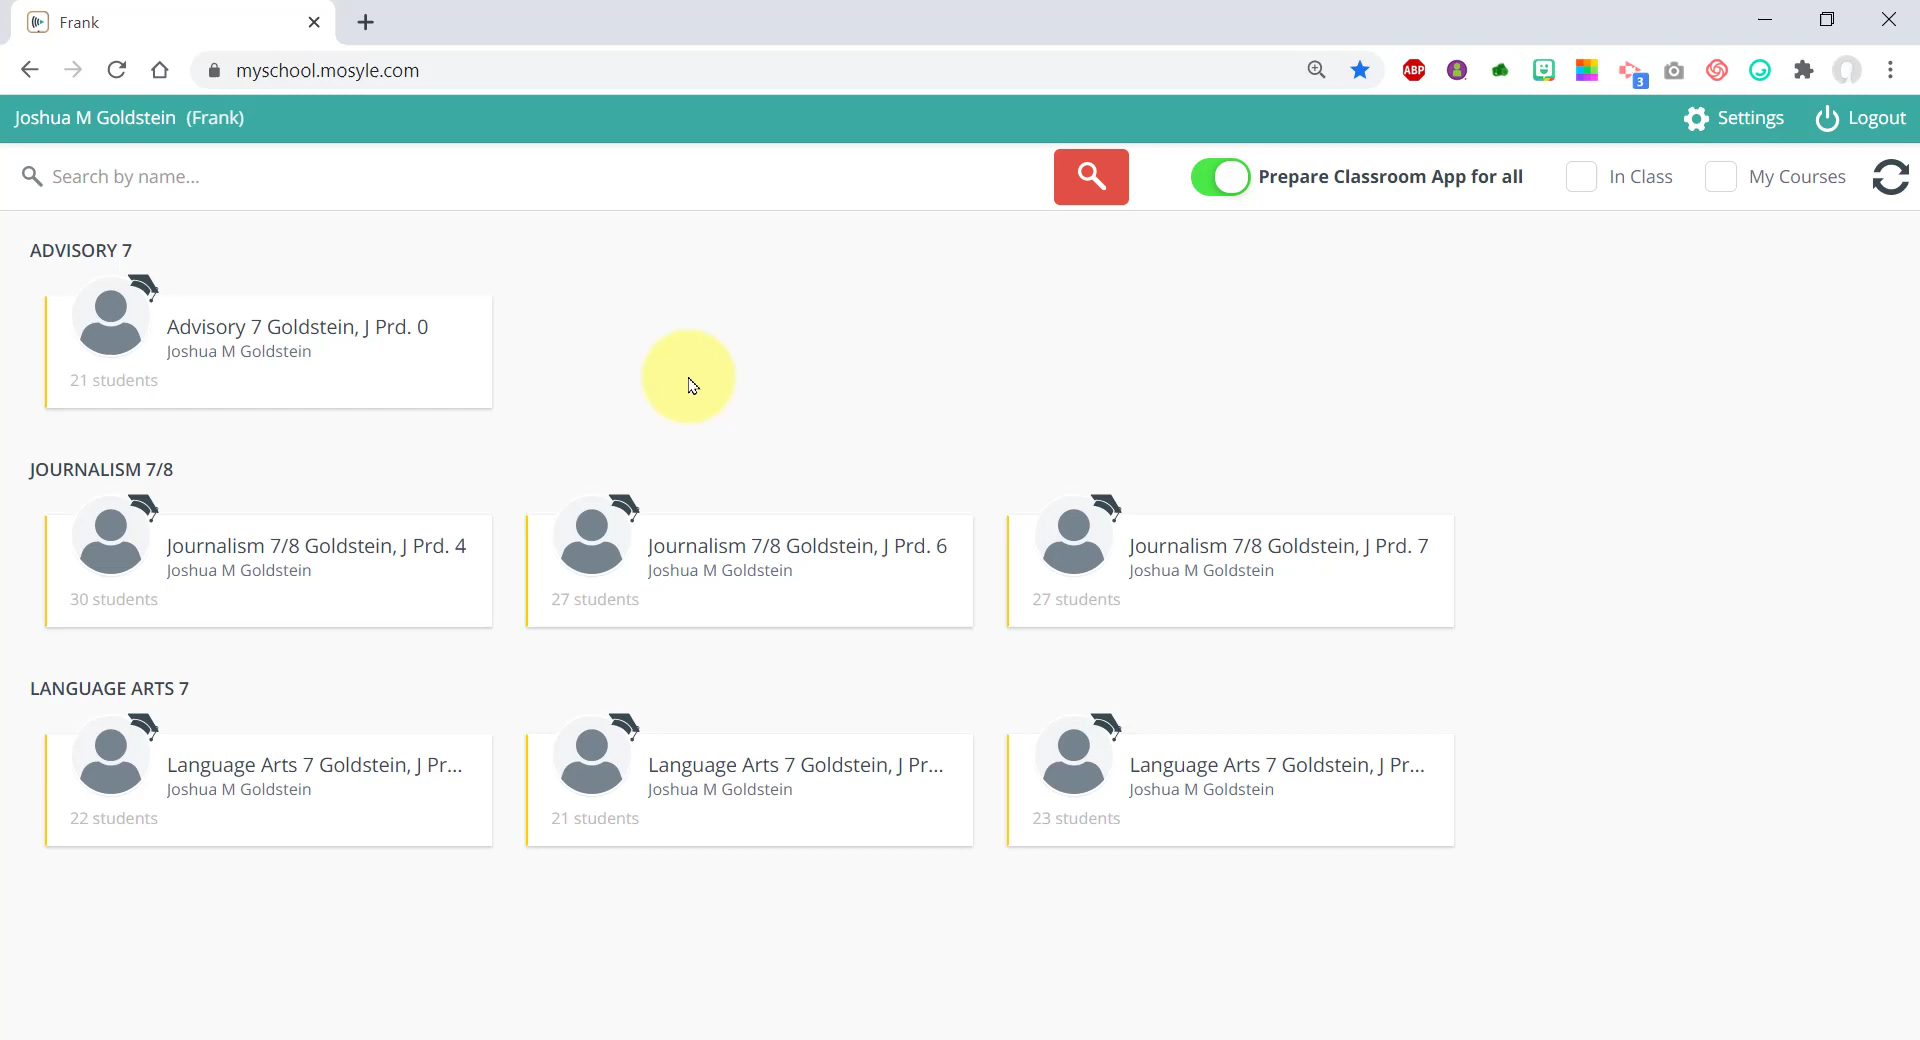 Frank
myschool.mosyle.com
ABP
3
Joshua M Goldstein (Frank)
Settings
Logout
Search by name...
Prepare Classroom App for all
In Class
My Courses
ADVISORY 7
Advisory 7 Goldstein, J Prd. 0
Joshua M Goldstein
21 students
JOURNALISM 7/8
Journalism 7/8 Goldstein, J Prd. 4
Joshua M Goldstein
30 students
Journalism 7/8 Goldstein, J Prd. 6
Joshua M Goldstein
27 students
Journalism 7/8 Goldstein, J Prd. 7
Joshua M Goldstein
27 students
LANGUAGE ARTS 7
Language Arts 7 Goldstein, J Pr...
Joshua M Goldstein
22 students
Language Arts 7 Goldstein, J Pr...
Joshua M Goldstein
21 students
Language Arts 7 Goldstein, J Pr...
Joshua M Goldstein
23 students